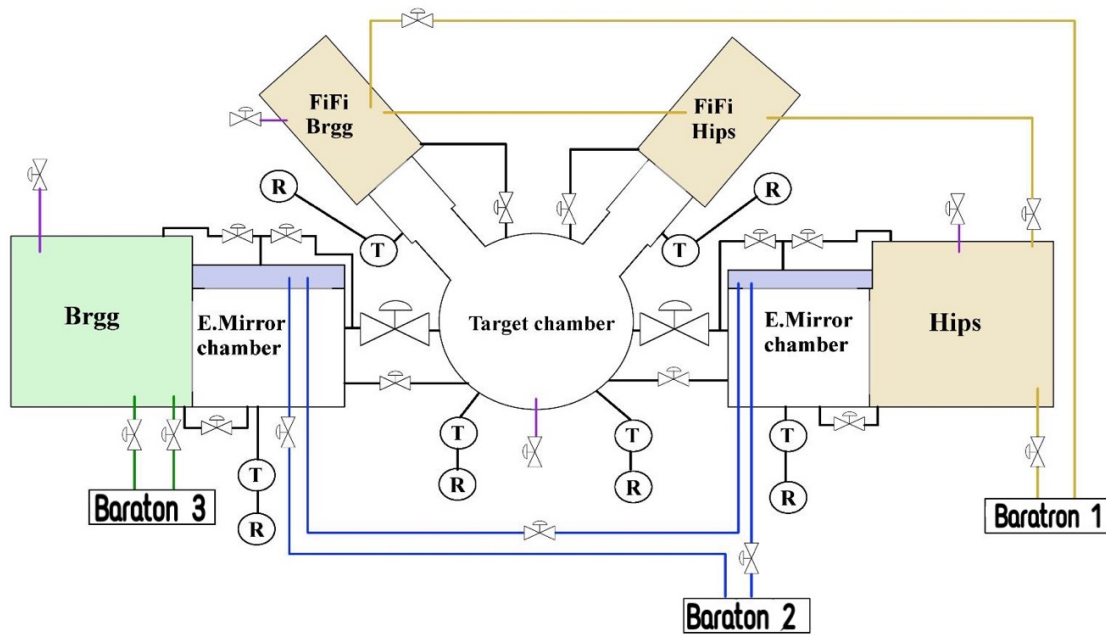 FiFi
Brgg
FiFi
Hips
R
R
T
T
Brgg
E.Mirror
chamber
Target chamber
E.Mirror
chamber
Hips
T
T
T
T
R
R
R
R
Baraton 3
Baratron 1
Baraton 2